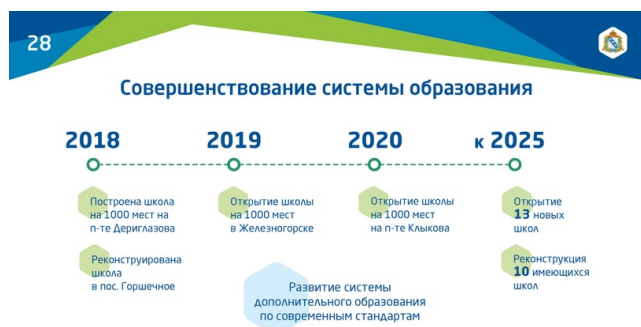 28
Совершенствование системы образования
2018
2019
2020
к 2025
Построена школа
на 1000 мест на
п-те Дериглазова
Реконструирована
школа
в пос. Горшечное
Открытие школы
на 1000 мест
в Железногорске
Открытие школы
на 1000 мест
на п-те Клыкова
Открытие
13 новых
школ
Реконструкция
10 имеющихся
школ
Развитие системы
дополнительного образования
по современным стандартам